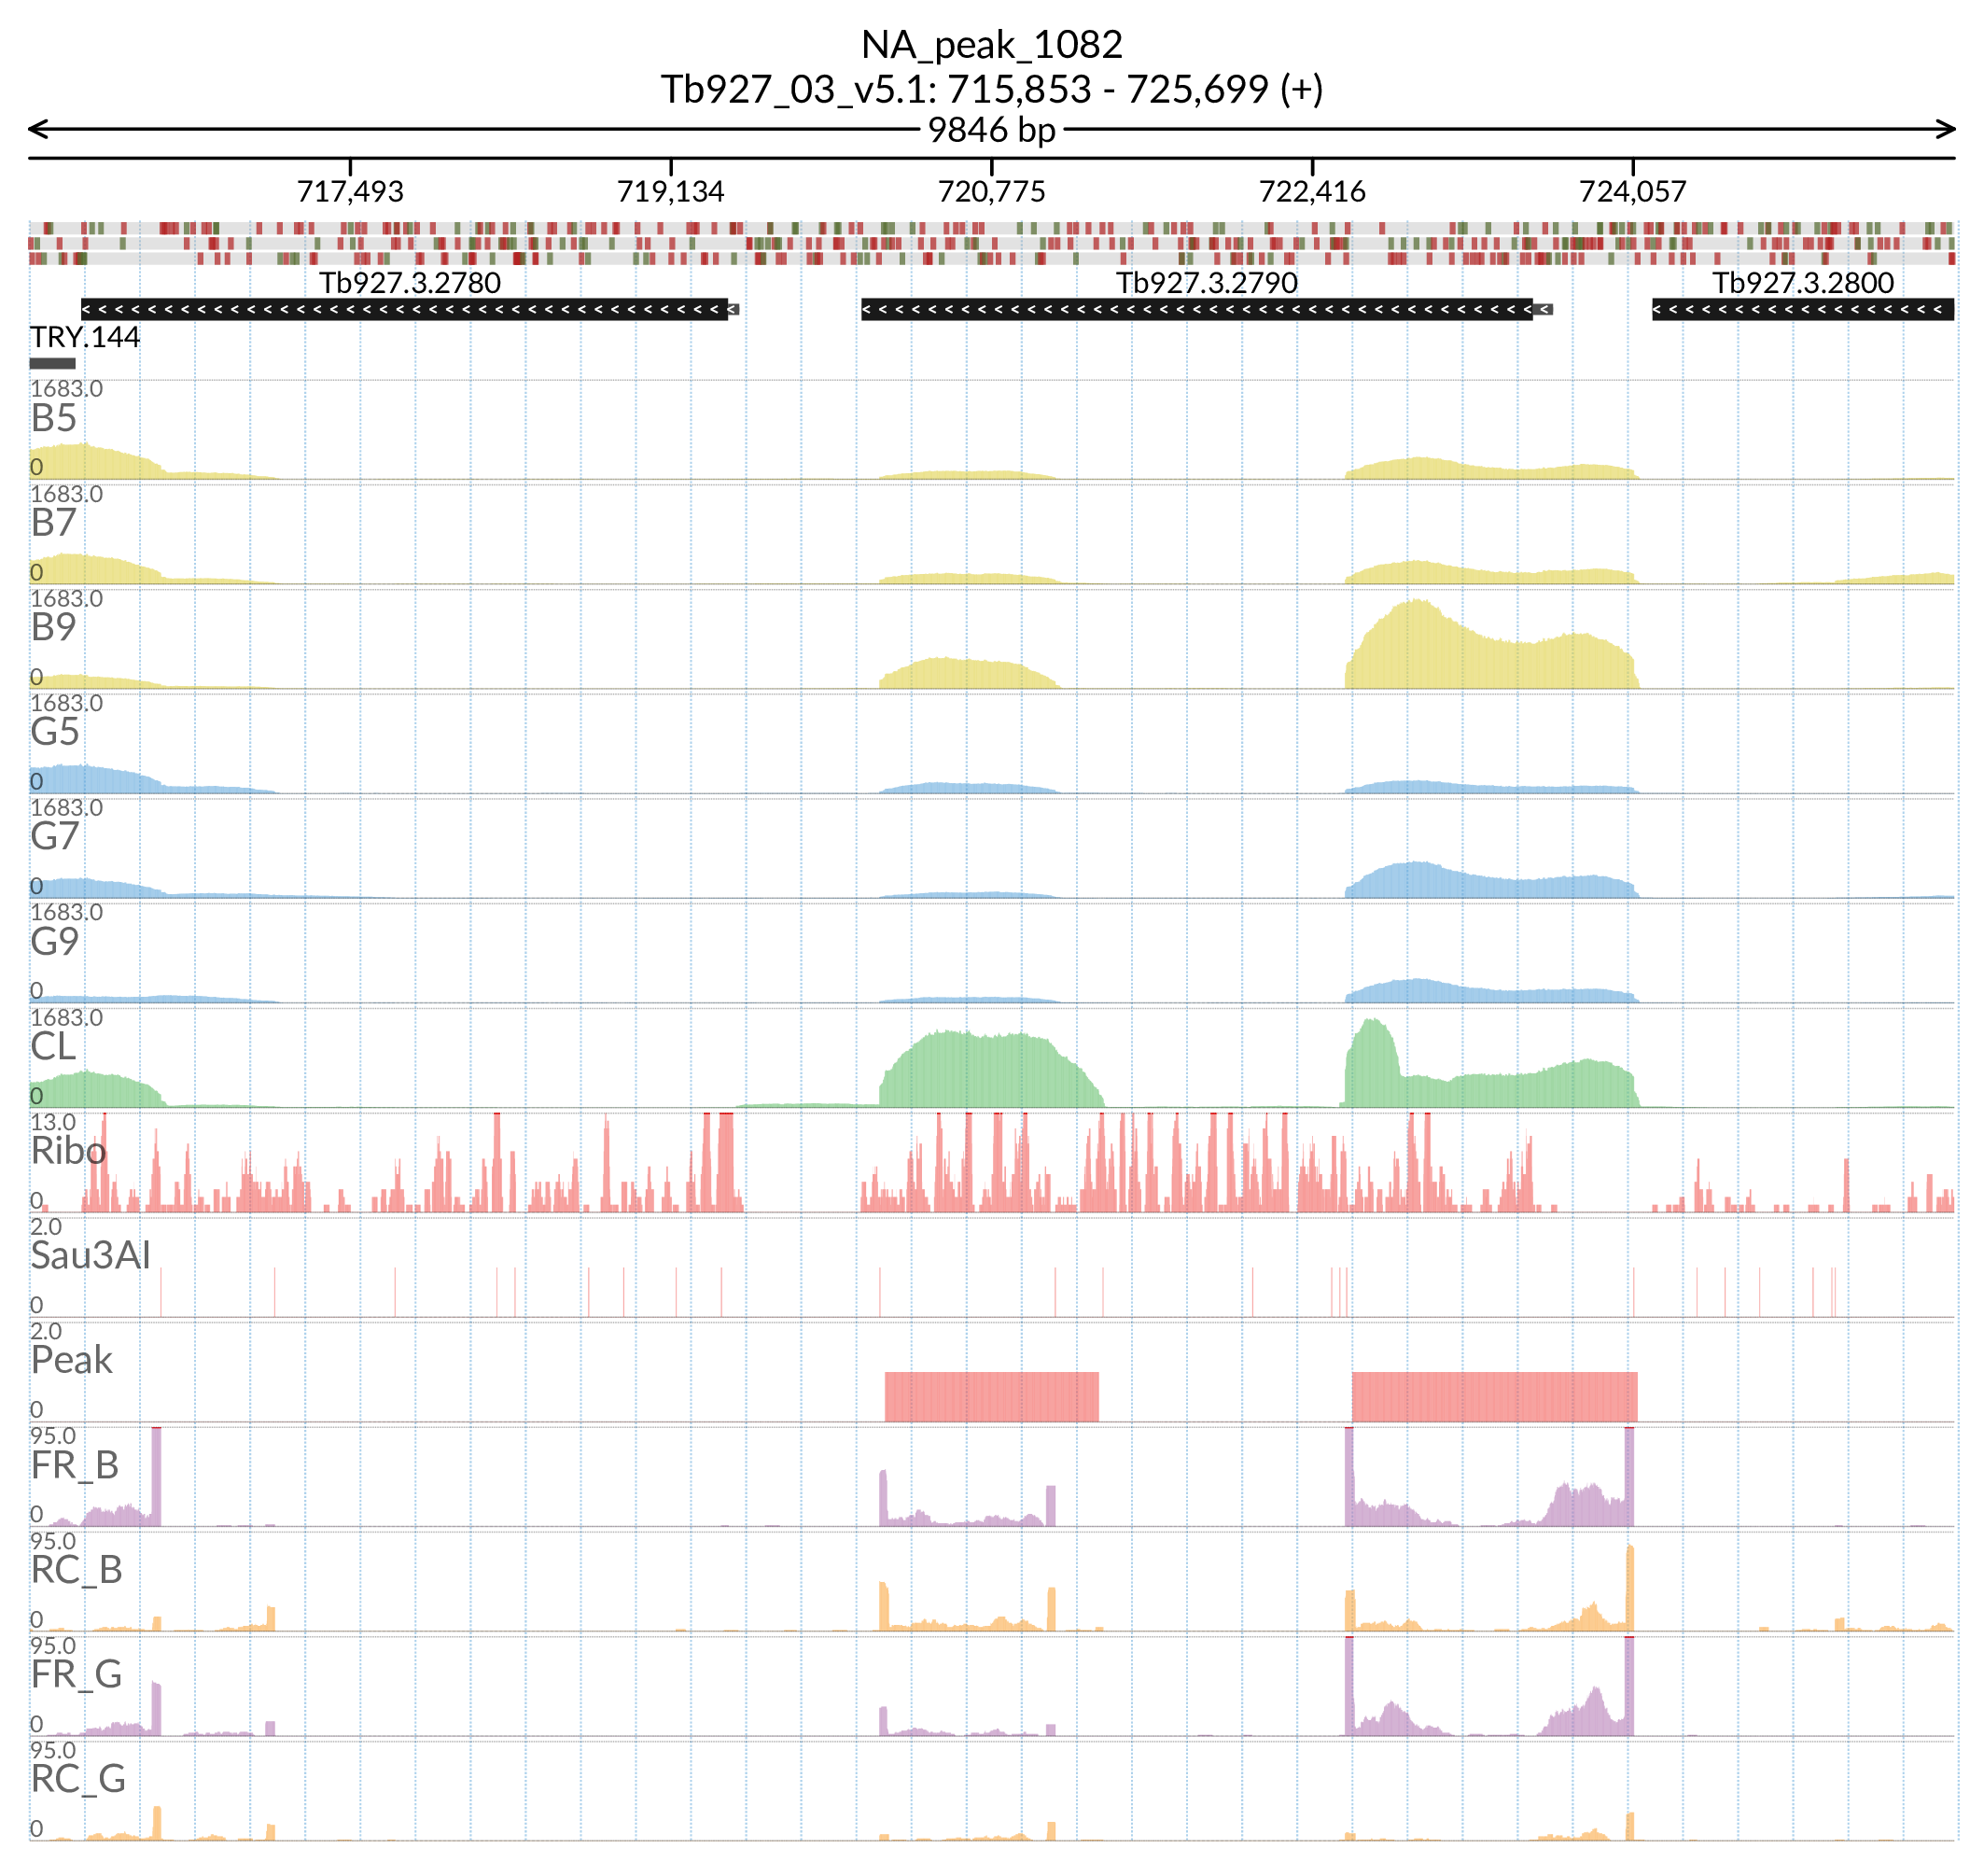 NA_peak_1082
Tb927_03_v5.1: 715,853 - 725,699 (+)
9846 bp
717,493 719,134 720,775 722,416 724,057
Tb927.3.2780 Tb927.3.2790 Tb927.3.2800
TRY.144
1683.0
B5
0
1683.0
B7
0
1683.0
B9
0
1683.0
G5
0
1683.0
G7
0
1683.0
G9
0
1683.0
CL
0
13.0
Ribo
0
2.0
Sau3AI
0
2.0
Peak
0
95.0
FR_B
0
95.0
RC_B
0
95.0
FR_G
0
95.0
RC_G
0